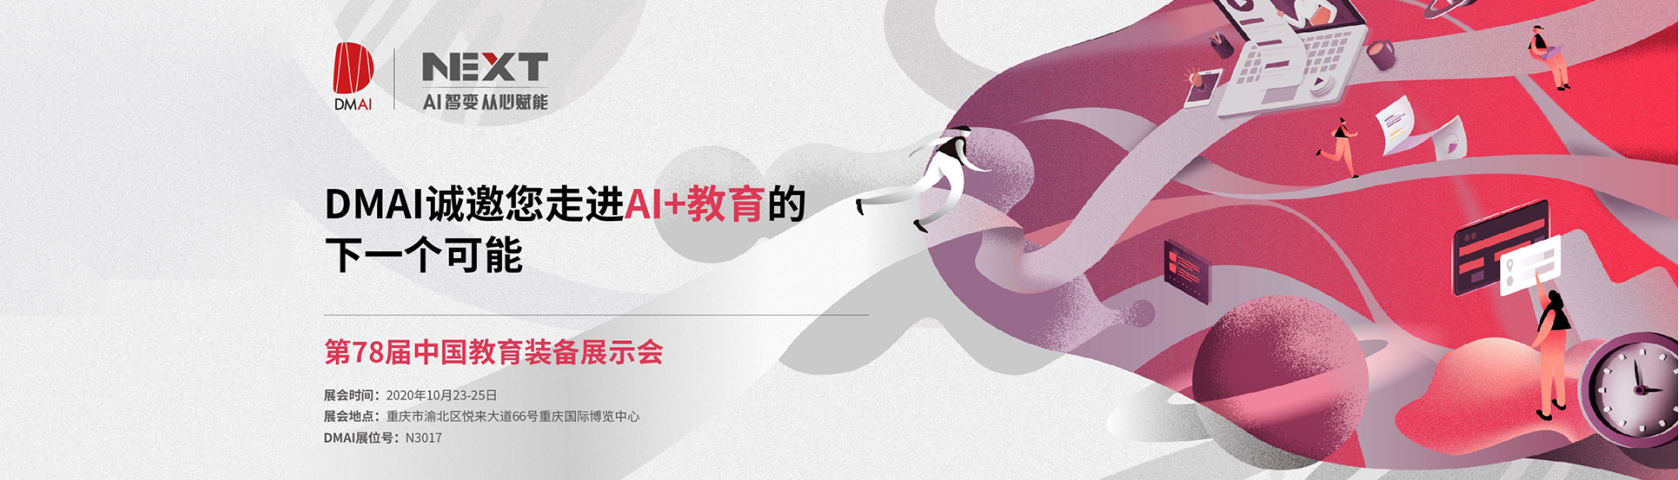 DMAI
NEXT
AI智变从心赋能
DMAI诚邀您走进AI+教育的
下一个可能
第78届中国教育装备展示会
展会时间：2020年10月23-25日
展会地点：重庆市渝北区悦来大道66号重庆国际博览中心
DMAI展位号：N3017